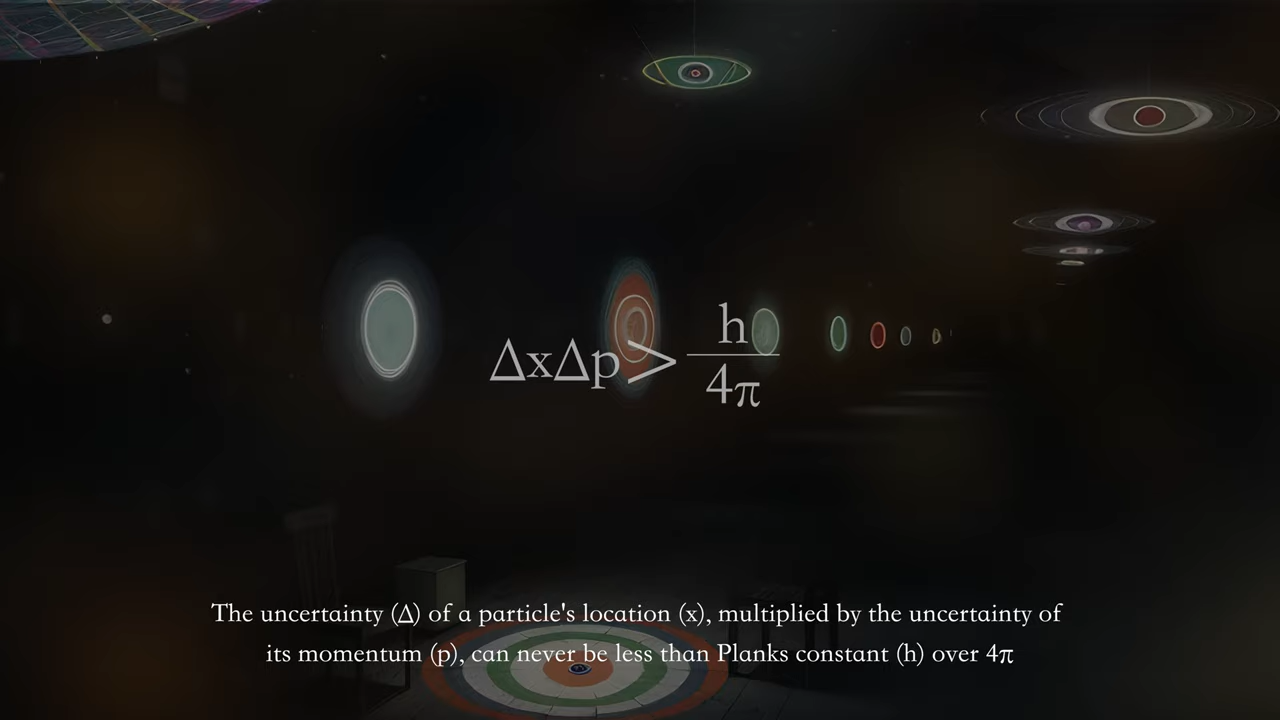 ΔxΔp > h
4π
The uncertainty (Δ) of a particle's location (x), multiplied by the uncertainty of
its momentum (p), can never be less than Planks constant (h) over 4π